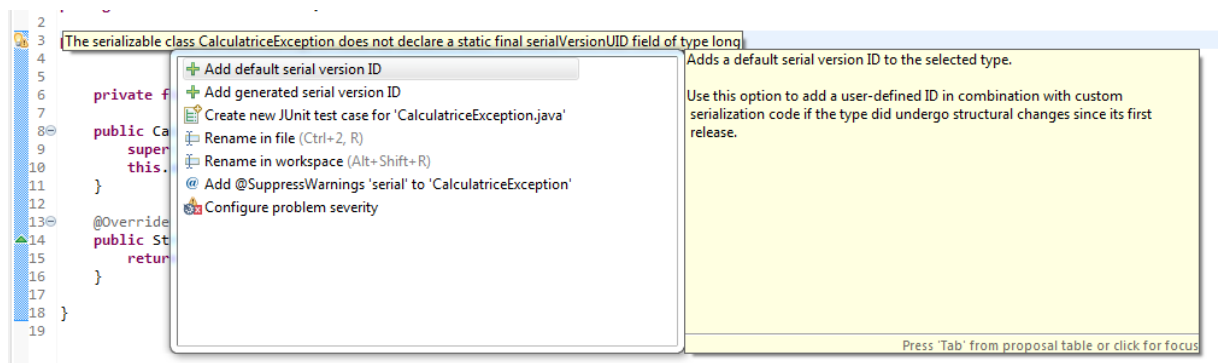 2
3 The serializable class CalculatriceException does not declare a static final serialVersionUID field of type long
4
5
6 private
7
8 public
9 super
10 this.
11 }
12
13 @Override
14 public
15
16 }
17
18 }
19
Add default serial version ID
Add generated serial version ID
Create new JUnit test case for 'CalculatriceException.java'
Rename in file (Ctrl+2, R)
Rename in workspace (Alt+Shift+R)
Add @SuppressWarnings 'serial' to 'CalculatriceException'
Configure problem severity
Adds a default serial version ID to the selected type.
Use this option to add a user-defined ID in combination with custom
serialization code if the type did undergo structural changes since its first
release.
Press 'Tab' from proposal table or click for focus